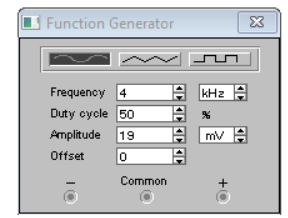 Function Generator
Frequency 4 kHz
Duty cycle 50 %
Amplitude 19 mV
Offset 0
− Common +